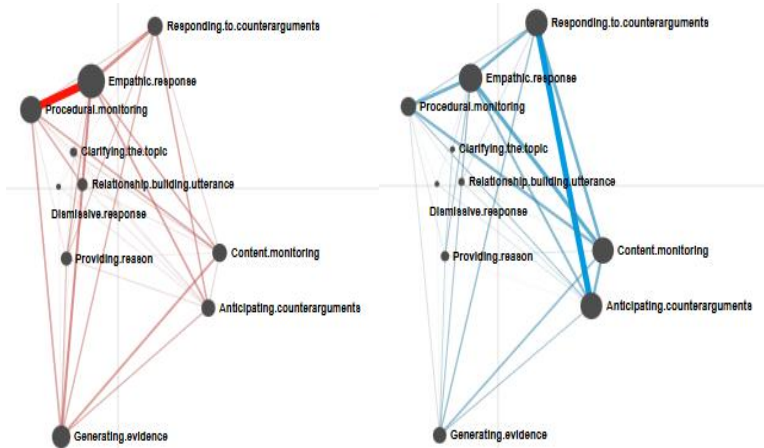 Responding.to.counterarguments
Empathic.response
Procedural.monitoring
Clarifying.the.topic
Relationship.building.utterance
Dismissive.response
Providing.reason
Content.monitoring
Anticipating.counterarguments
Generating.evidence
Responding.to.counterarguments
Empathic.response
Procedural.monitoring
Clarifying.the.topic
Relationship.building.utterance
Dismissive.response
Content.monitoring
Providing.reason
Anticipating.counterarguments
Generating.evidence